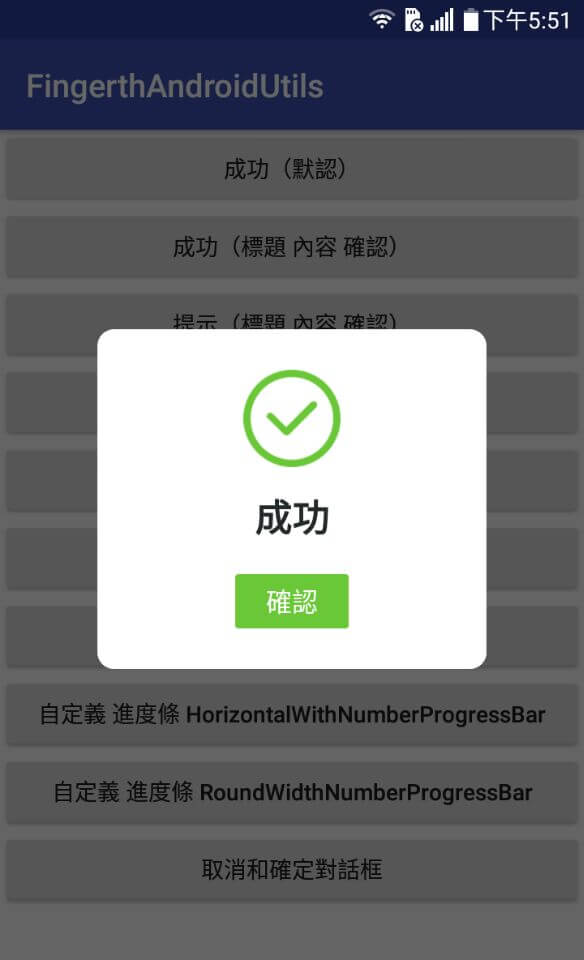 下午5:51
FingerthAndroidUtils
成功（默認）
成功（標題 內容 確認）
提示（標題 內容 確認）
成功
確認
自定義 進度條 HorizontalWithNumberProgressBar
自定義 進度條 RoundWidthNumberProgressBar
取消和確定對話框